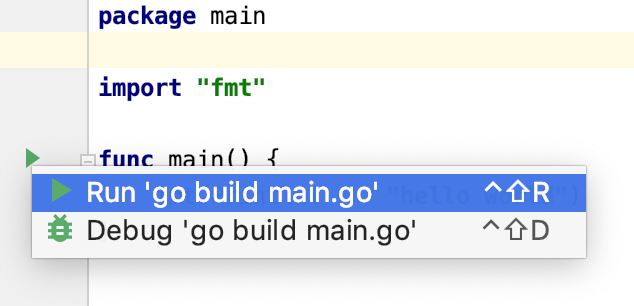 package main
import "fmt"
func main() {
Run 'go build main.go' ^⇧R
Debug 'go build main.go' ^⇧D